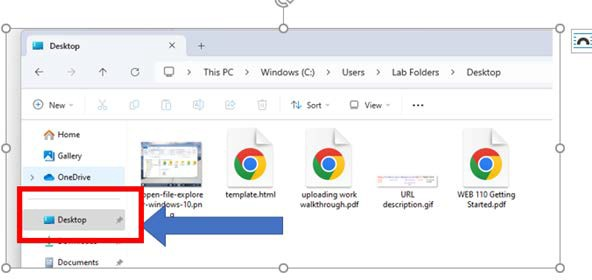 Desktop
This PC > Windows (C:) > Users > Lab Folders > Desktop
New
Sort
View
Home
Gallery
OneDrive
Desktop
Documents
open-file-explore
windows-10.pn
template.html
uploading work
walkthrough.pdf
URL
description.gif
WEB 110 Getting
Started.pdf